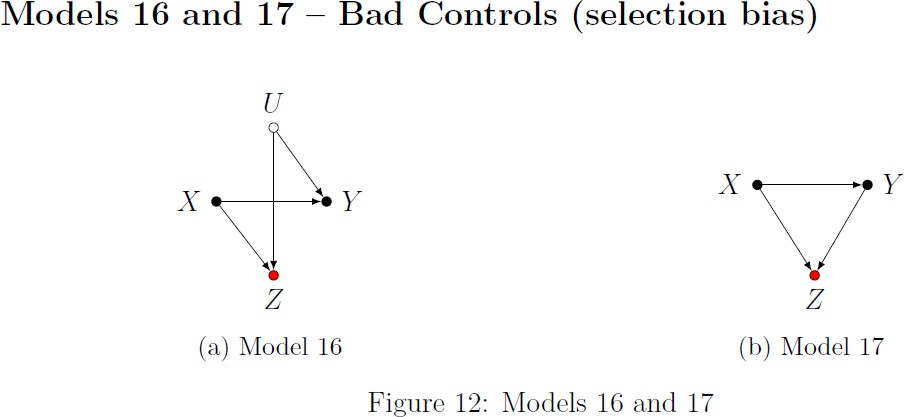 Models 16 and 17 – Bad Controls (selection bias)
U
X
Y
Z
(a) Model 16
X
Y
Z
(b) Model 17
Figure 12: Models 16 and 17